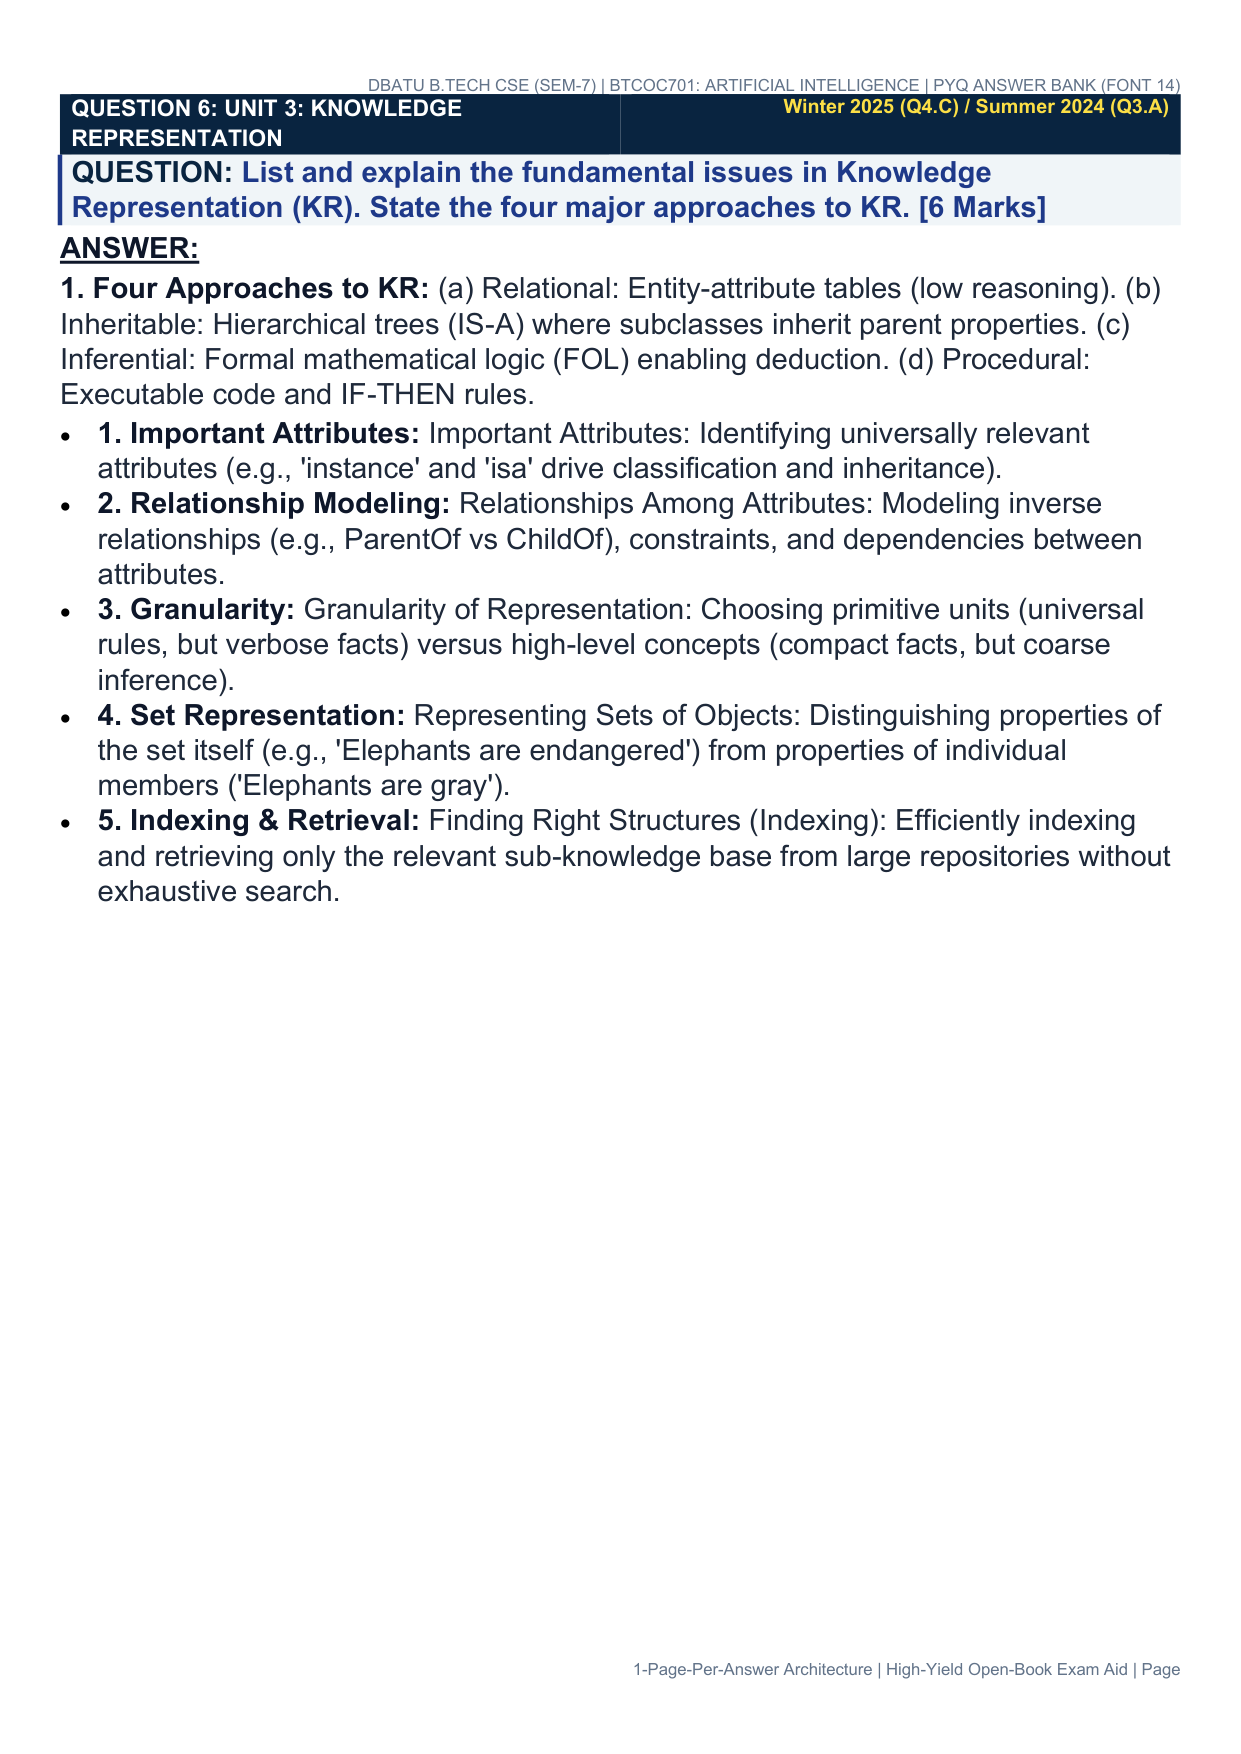 DBATU B.TECH CSE (SEM-7) | BTCOC701: ARTIFICIAL INTELLIGENCE | PYQ ANSWER BANK (FONT 14)
QUESTION 6: UNIT 3: KNOWLEDGE
REPRESENTATION
Winter 2025 (Q4.C) / Summer 2024 (Q3.A)
QUESTION: List and explain the fundamental issues in Knowledge
Representation (KR). State the four major approaches to KR. [6 Marks]
ANSWER:
1. Four Approaches to KR: (a) Relational: Entity-attribute tables (low reasoning). (b)
Inheritable: Hierarchical trees (IS-A) where subclasses inherit parent properties. (c)
Inferential: Formal mathematical logic (FOL) enabling deduction. (d) Procedural:
Executable code and IF-THEN rules.
• 1. Important Attributes: Important Attributes: Identifying universally relevant
attributes (e.g., 'instance' and 'isa' drive classification and inheritance).
• 2. Relationship Modeling: Relationships Among Attributes: Modeling inverse
relationships (e.g., ParentOf vs ChildOf), constraints, and dependencies between
attributes.
• 3. Granularity: Granularity of Representation: Choosing primitive units (universal
rules, but verbose facts) versus high-level concepts (compact facts, but coarse
inference).
• 4. Set Representation: Representing Sets of Objects: Distinguishing properties of
the set itself (e.g., 'Elephants are endangered') from properties of individual
members ('Elephants are gray').
• 5. Indexing & Retrieval: Finding Right Structures (Indexing): Efficiently indexing
and retrieving only the relevant sub-knowledge base from large repositories without
exhaustive search.
1-Page-Per-Answer Architecture | High-Yield Open-Book Exam Aid | Page